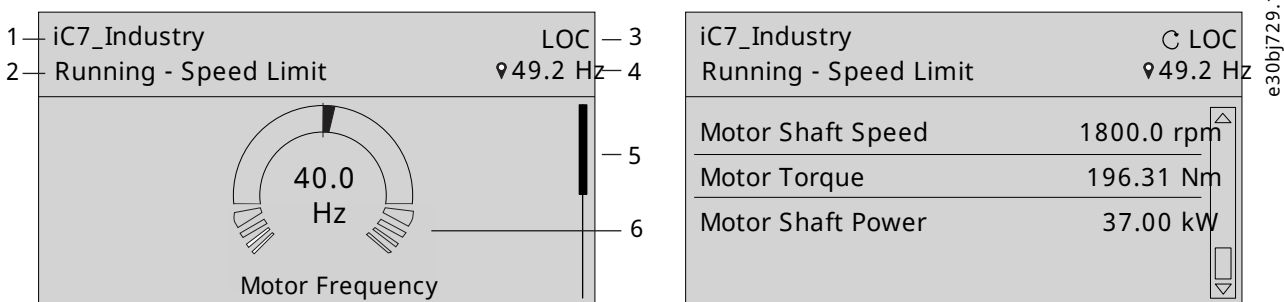 1
iC7_Industry
LOC
3
2
Running - Speed Limit
49.2 Hz
4
5
40.0
Hz
6
Motor Frequency
iC7_Industry
LOC
Running - Speed Limit
49.2 Hz
Motor Shaft Speed 1800.0 rpm
Motor Torque 196.31 Nm
Motor Shaft Power 37.00 kW
e30bj729.